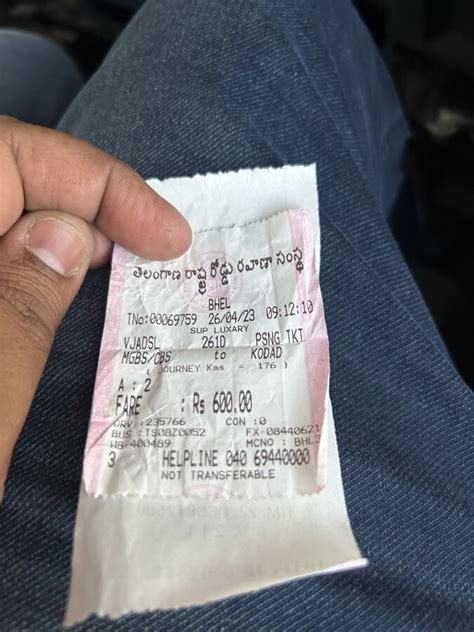 తెలంగాణ రాష్ట్ర రోడ్డు రవాణా సంస్థ
BHEL
TNo:00069759 26/04/23 09:12:10
SUP LUXARY
VJADSL 261D PSNG TKT
MGBS/CBS to KODAD
( JOURNEY Kms = 176 )
A : 2
FARE : Rs 600.00
DRV :235766 CON :0
BUS :TS08Z0052 FX-08440621
WB-400489 MCNO : BHL3
3 HELPLINE 040 69440000
NOT TRANSFERABLE